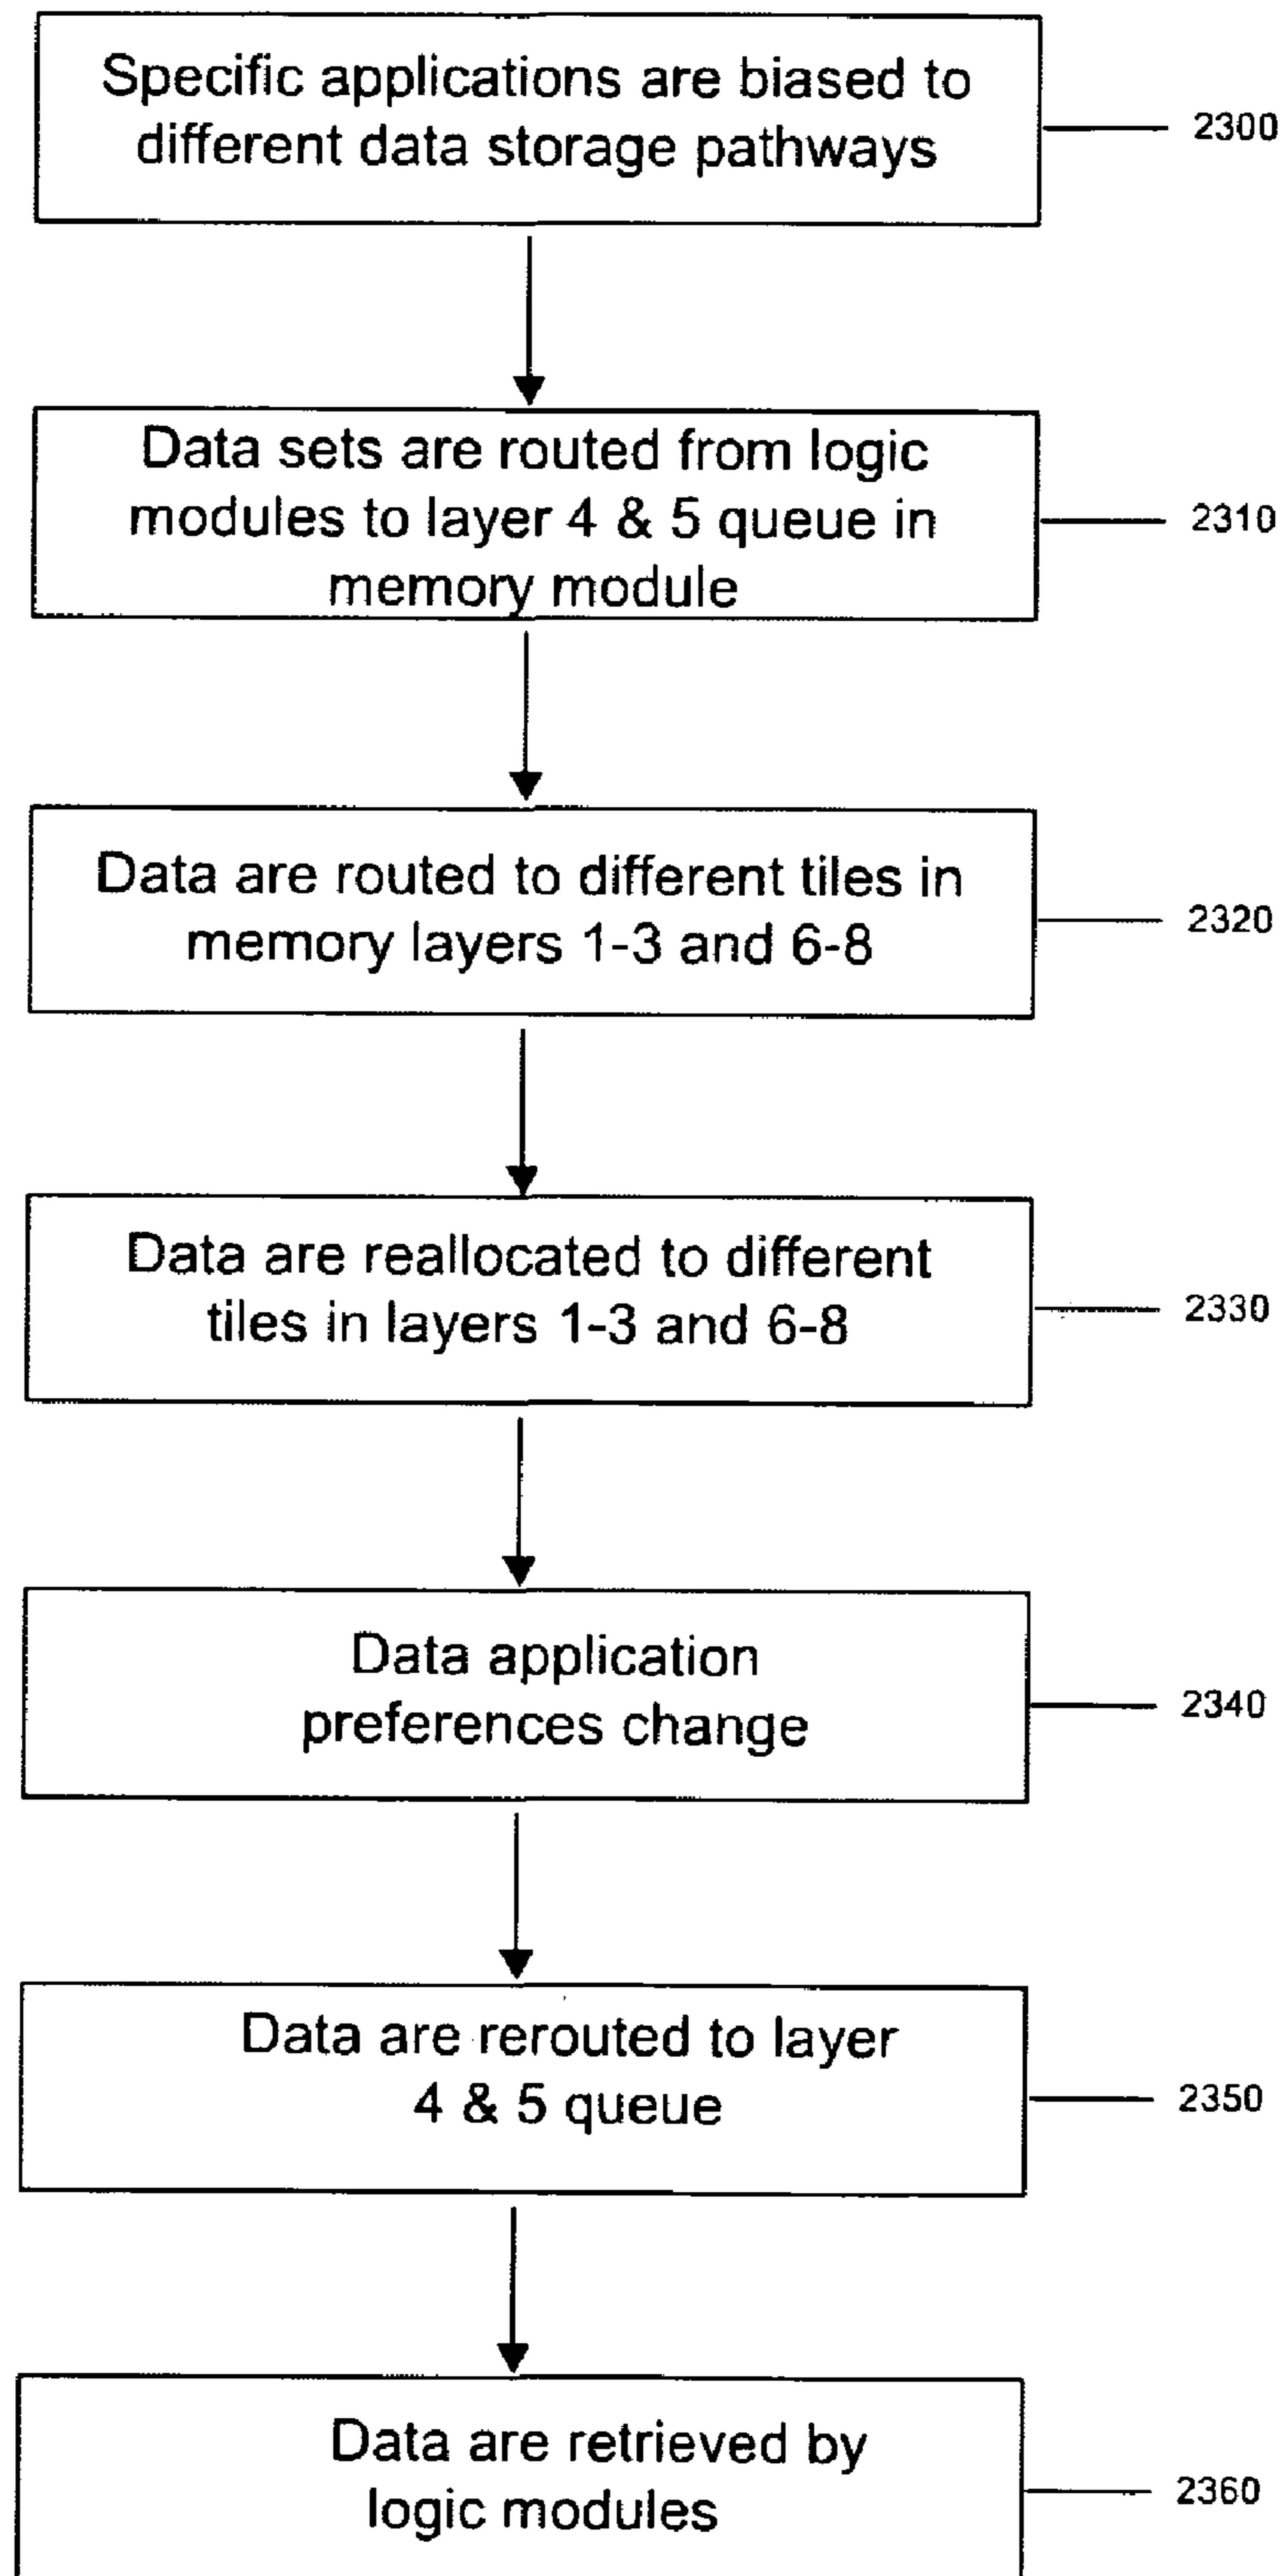 Specific applications are biased to
different data storage pathways
2300
Data sets are routed from logic
modules to layer 4 & 5 queue in
memory module
2310
Data are routed to different tiles in
memory layers 1-3 and 6-8
2320
Data are reallocated to different
tiles in layers 1-3 and 6-8
2330
Data application
preferences change
2340
Data are rerouted to layer
4 & 5 queue
2350
Data are retrieved by
logic modules
2360